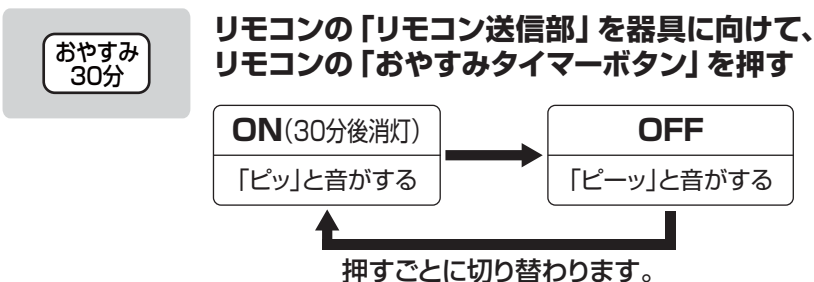 おやすみ
30分
リモコンの「リモコン送信部」を器具に向けて、
リモコンの「おやすみタイマーボタン」を押す
ON(30分後消灯)
「ピッ」と音がする
OFF
「ピーッ」と音がする
押すごとに切り替わります。